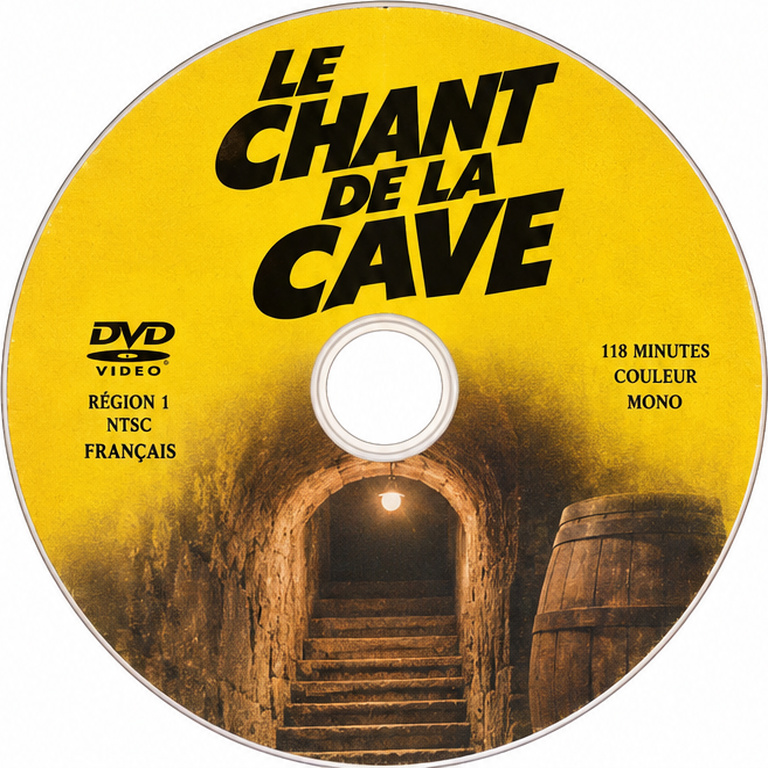 LE
CHANT
DE LA
CAVE
DVD
VIDEO
RÉGION 1
NTSC
FRANÇAIS
118 MINUTES
COULEUR
MONO